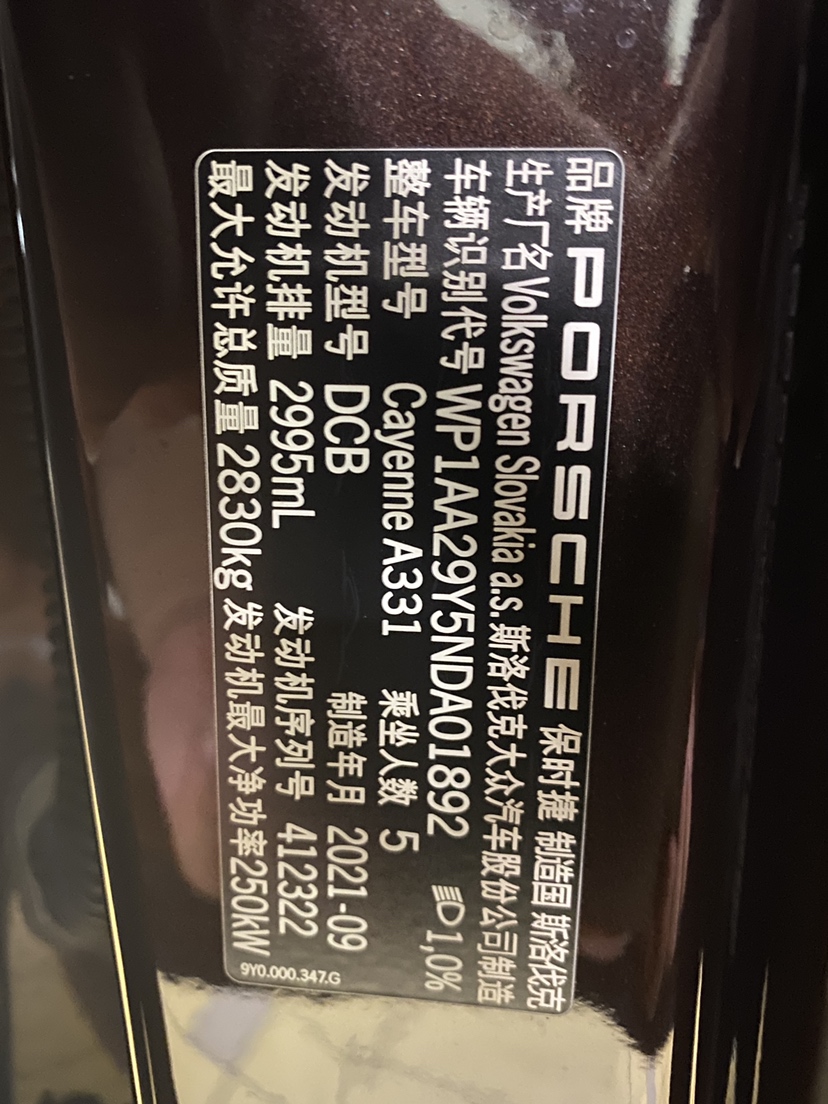 品牌 PORSCHE 保时捷 制造国 斯洛伐克
生产厂名 Volkswagen Slovakia a.s. 斯洛伐克大众汽车股份公司制造
车辆识别代号 WP1AA29Y5NDA01892 1,0%
整车型号 Cayenne A331 乘坐人数 5
发动机型号 DCB 制造年月 2021-09
发动机排量 2995mL 发动机序列号 412322
最大允许总质量 2830kg 发动机最大净功率250kW
9Y0.000.347.G